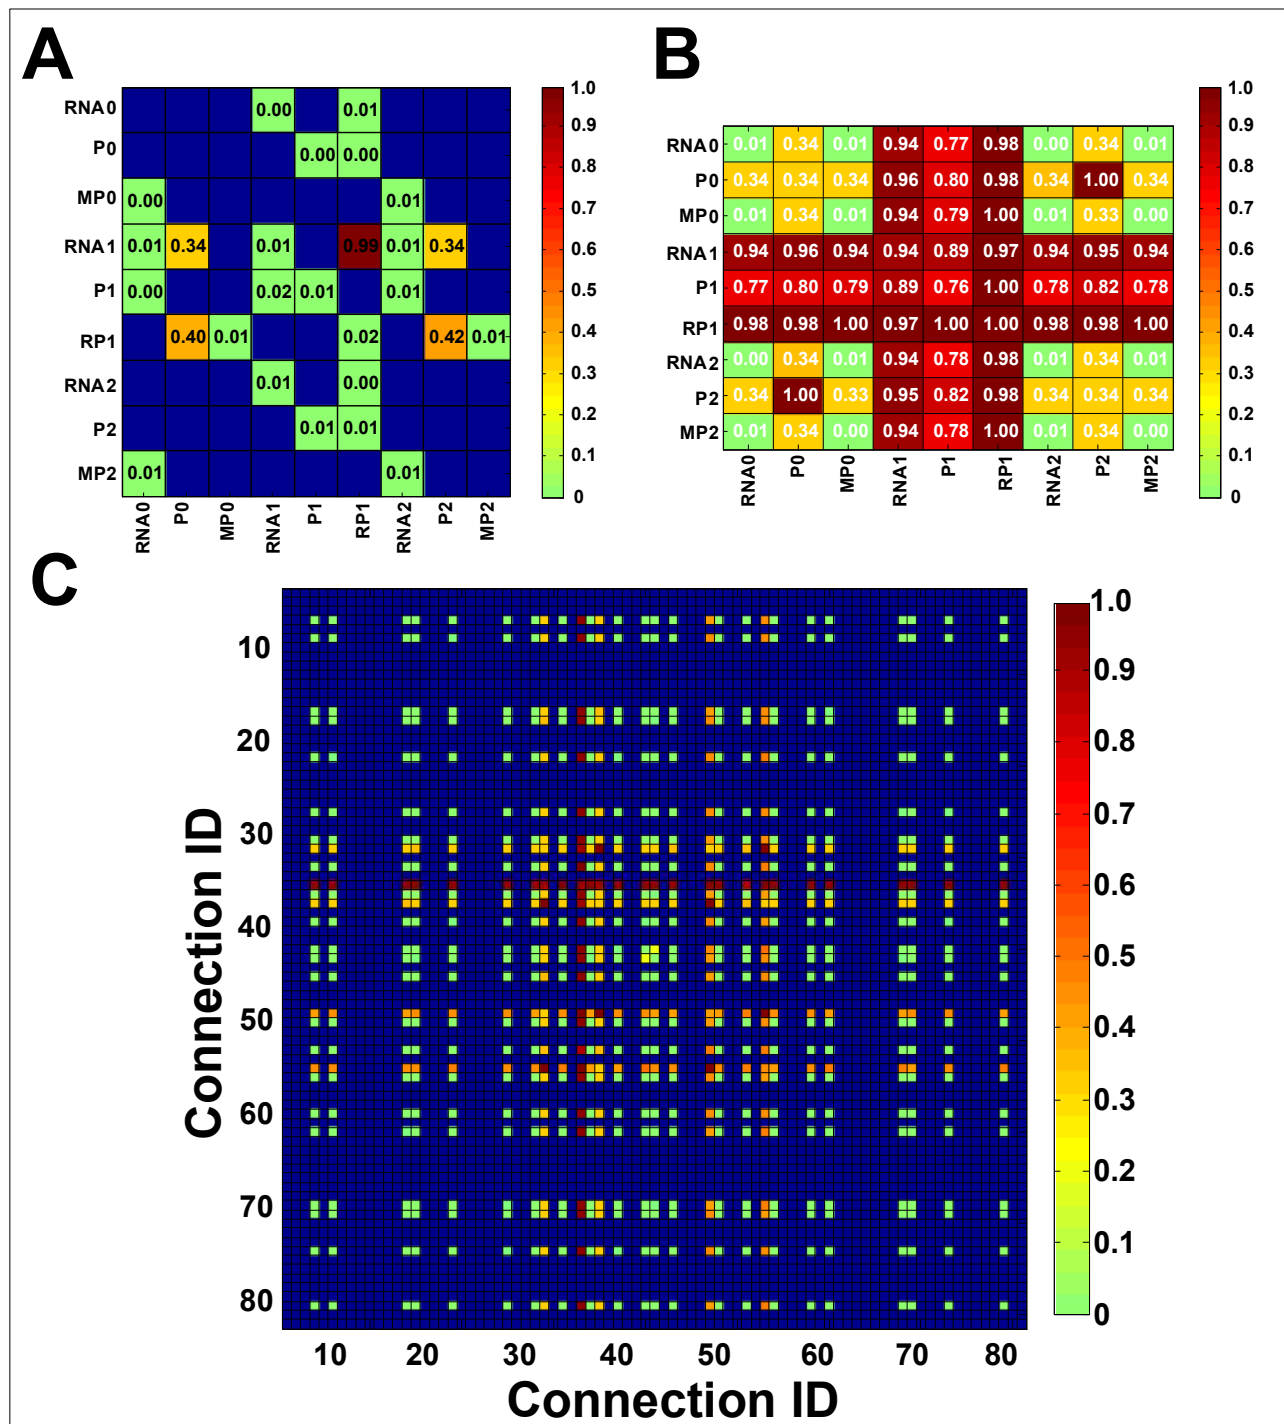 A
RNA0 0.00 0.01
P0 0.00 0.00
MP0 0.00 0.01
RNA1 0.01 0.34 0.01 0.99 0.01 0.34
P1 0.00 0.02 0.01 0.01
RP1 0.40 0.01 0.02 0.42 0.01
RNA2 0.01 0.00
P2 0.01 0.01
MP2 0.01 0.01
RNA0 P0 MP0 RNA1 P1 RP1 RNA2 P2 MP2
1.0
0.9
0.8
0.7
0.6
0.5
0.4
0.3
0.2
0.1
0
B
RNA0 0.01 0.34 0.01 0.94 0.77 0.98 0.00 0.34 0.01
P0 0.34 0.34 0.34 0.96 0.80 0.98 0.34 1.00 0.34
MP0 0.01 0.34 0.01 0.94 0.79 1.00 0.01 0.33 0.00
RNA1 0.94 0.96 0.94 0.94 0.89 0.97 0.94 0.95 0.94
P1 0.77 0.80 0.79 0.89 0.76 1.00 0.78 0.82 0.78
RP1 0.98 0.98 1.00 0.97 1.00 1.00 0.98 0.98 1.00
RNA2 0.00 0.34 0.01 0.94 0.78 0.98 0.01 0.34 0.01
P2 0.34 1.00 0.33 0.95 0.82 0.98 0.34 0.34 0.34
MP2 0.01 0.34 0.00 0.94 0.78 1.00 0.01 0.34 0.00
RNA0 P0 MP0 RNA1 P1 RP1 RNA2 P2 MP2
1.0
0.9
0.8
0.7
0.6
0.5
0.4
0.3
0.2
0.1
0
C
Connection ID
10
20
30
40
50
60
70
80
10 20 30 40 50 60 70 80
Connection ID
1.0
0.9
0.8
0.7
0.6
0.5
0.4
0.3
0.2
0.1
0